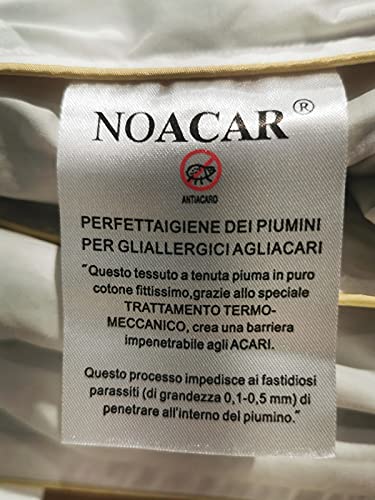 NOACAR®
ANTIACARO
PERFETTAIGIENE DEI PIUMINI
PER GLIALLERGICI AGLIACARI
"Questo tessuto a tenuta piuma in puro
cotone fittissimo,grazie allo speciale
TRATTAMENTO TERMO-
MECCANICO, crea una barriera
impenetrabile agli ACARI.
Questo processo impedisce ai fastidiosi
parassiti (di grandezza 0,1-0,5 mm) di
penetrare all'interno del piumino."